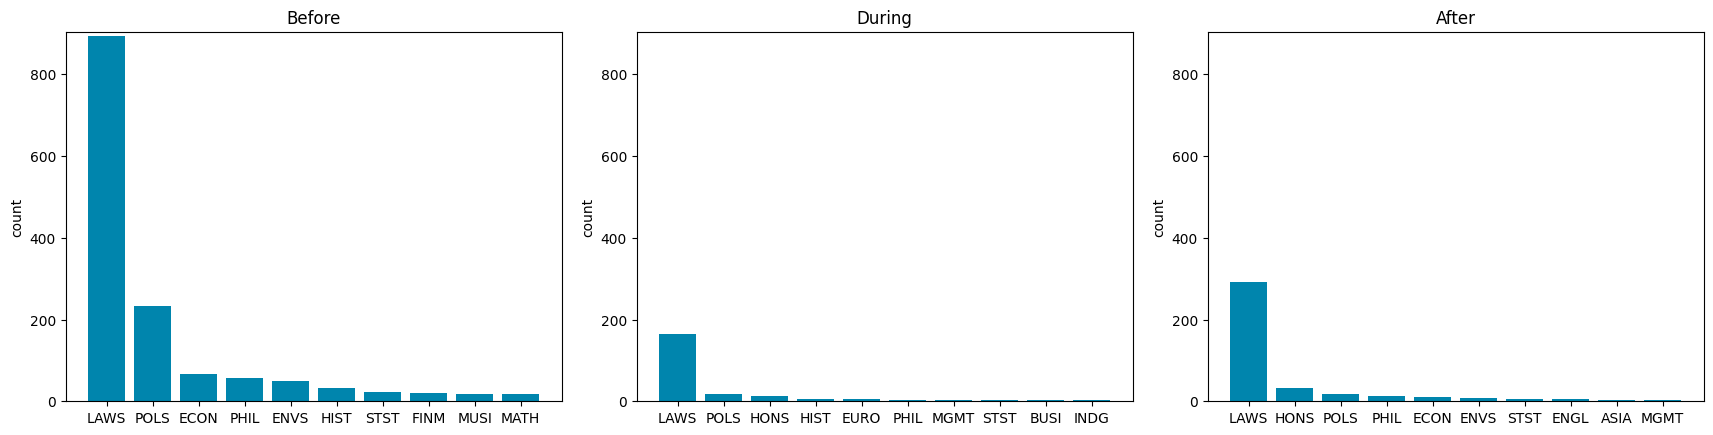 Before
count
800
600
400
200
0
LAWS POLS ECON PHIL ENVS HIST STST FINM MUSI MATH
During
count
800
600
400
200
0
LAWS POLS HONS HIST EURO PHIL MGMT STST BUSI INDG
After
count
800
600
400
200
0
LAWS HONS POLS PHIL ECON ENVS STST ENGL ASIA MGMT